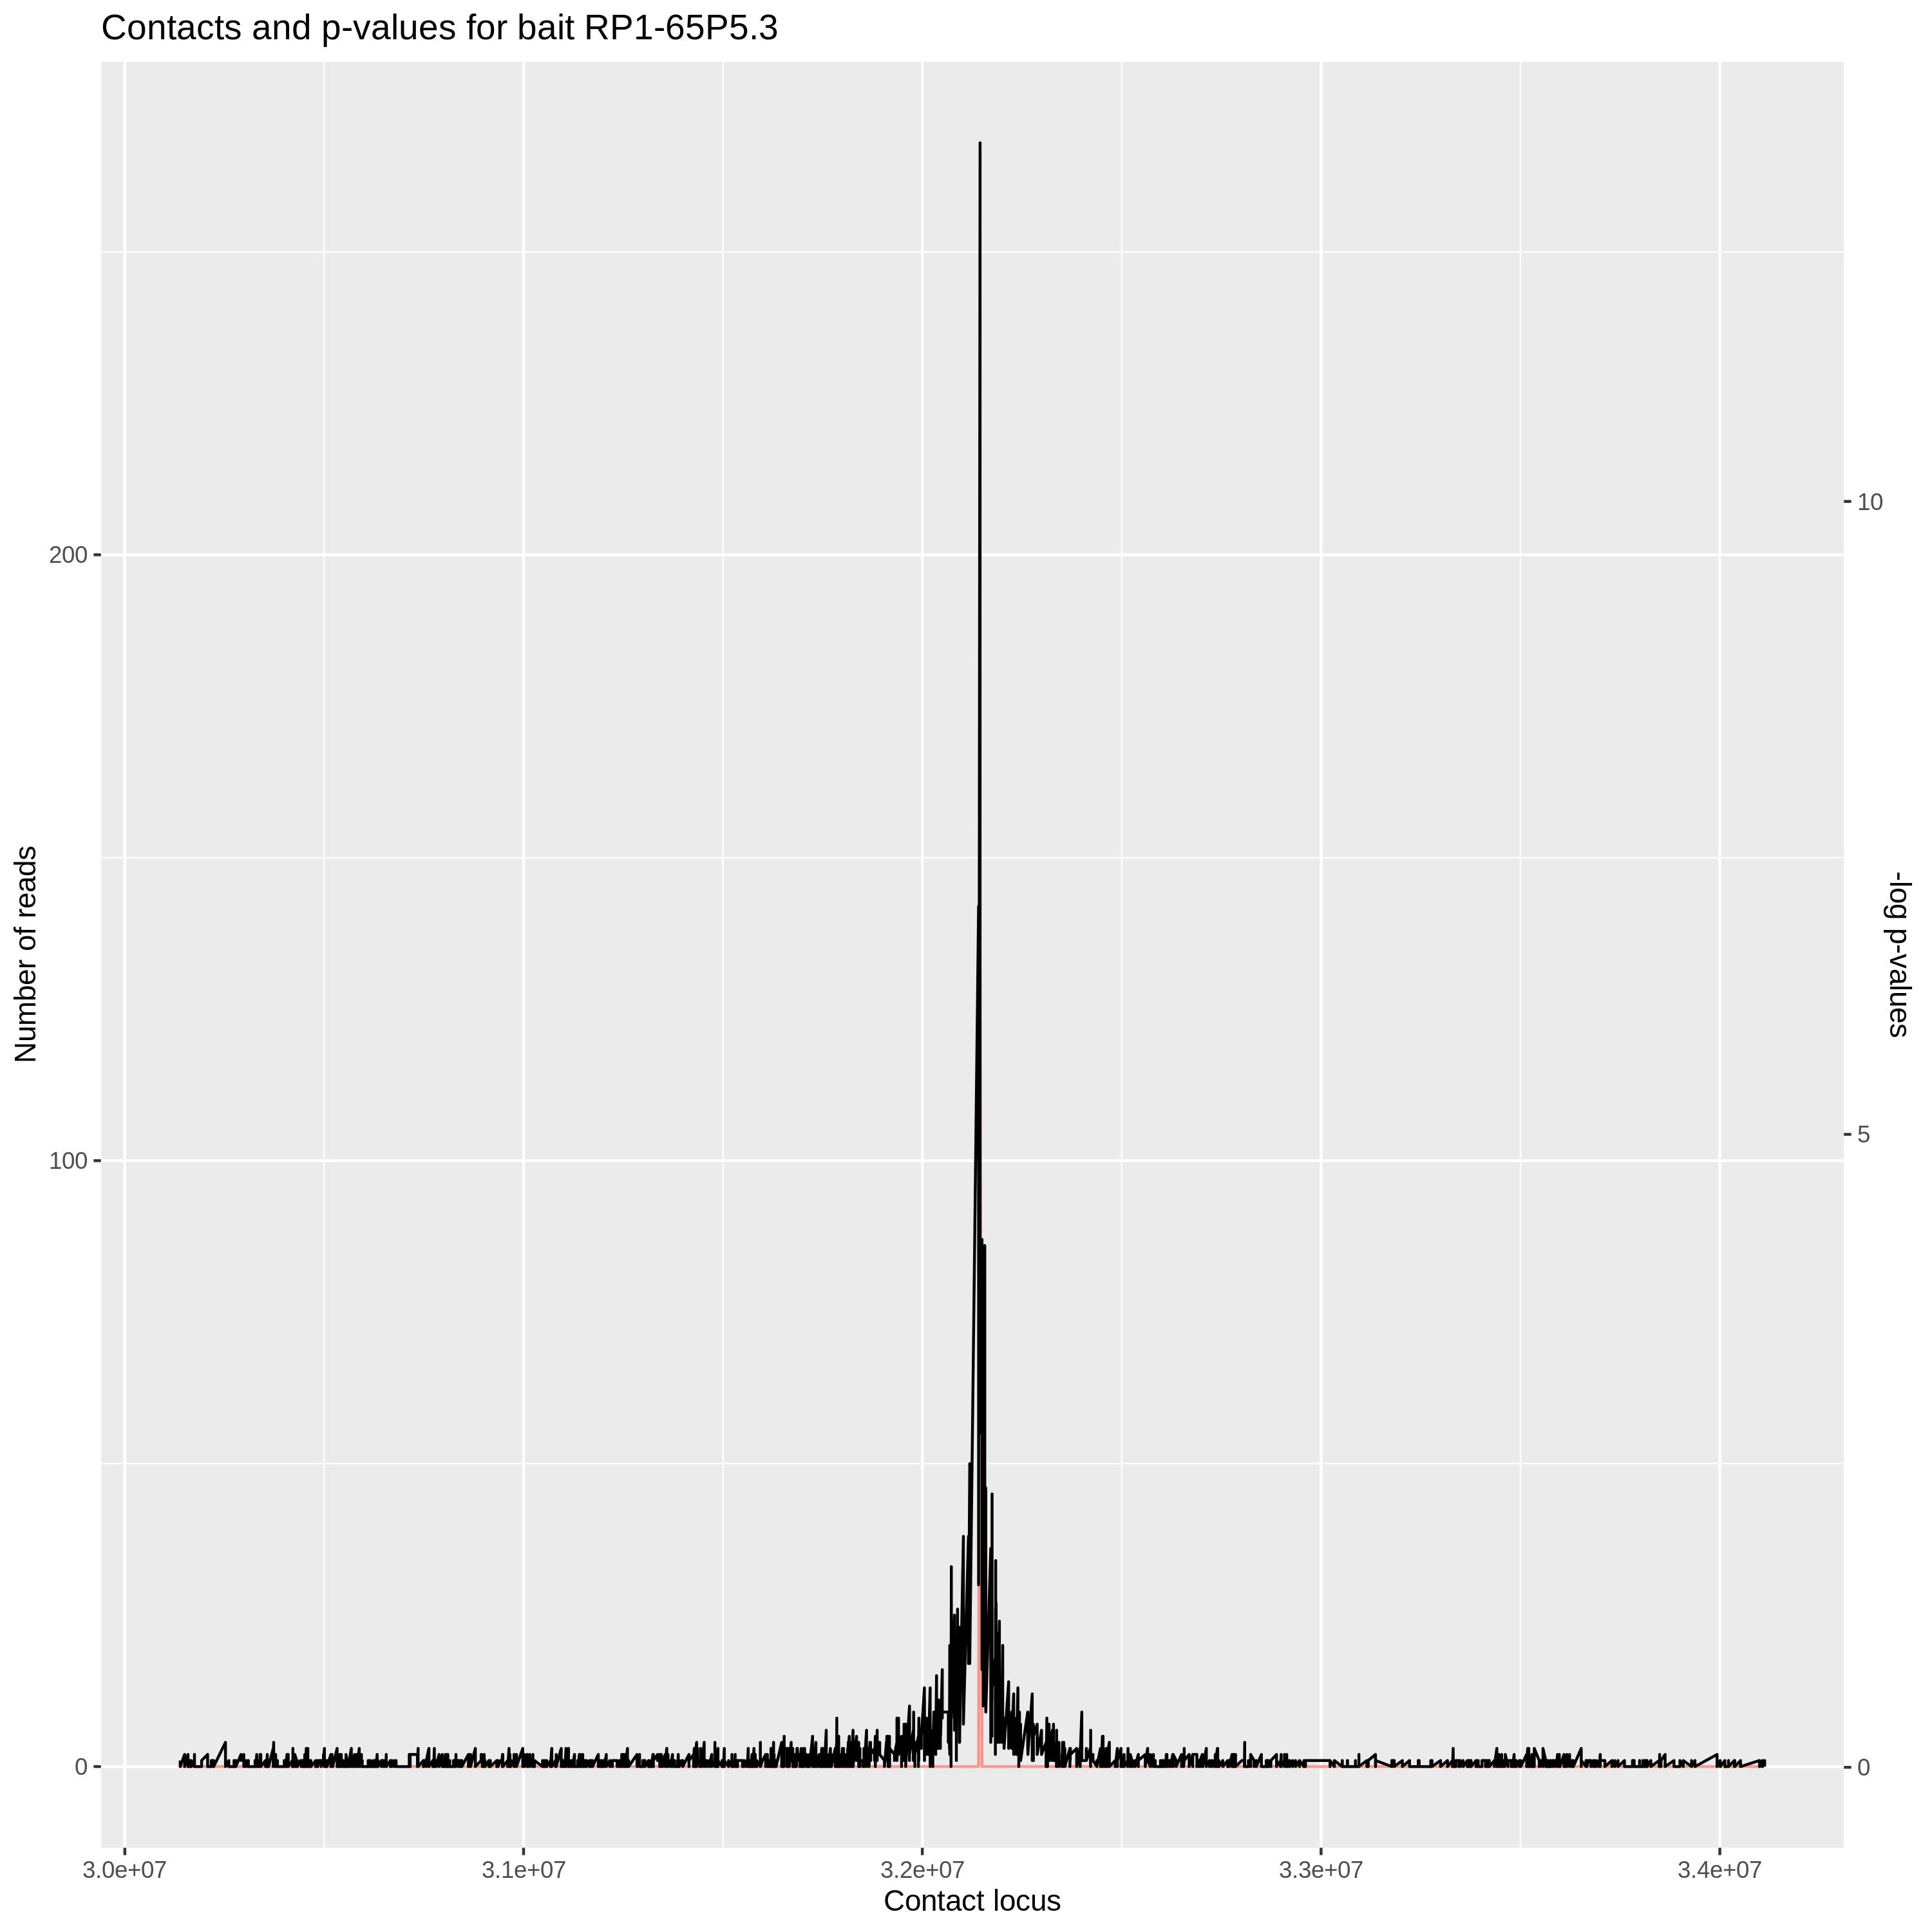 Contacts and p-values for bait RP1-65P5.3
Number of reads
200
100
0
10
5
0
-log p-values
3.0e+07
3.1e+07
3.2e+07
3.3e+07
3.4e+07
Contact locus